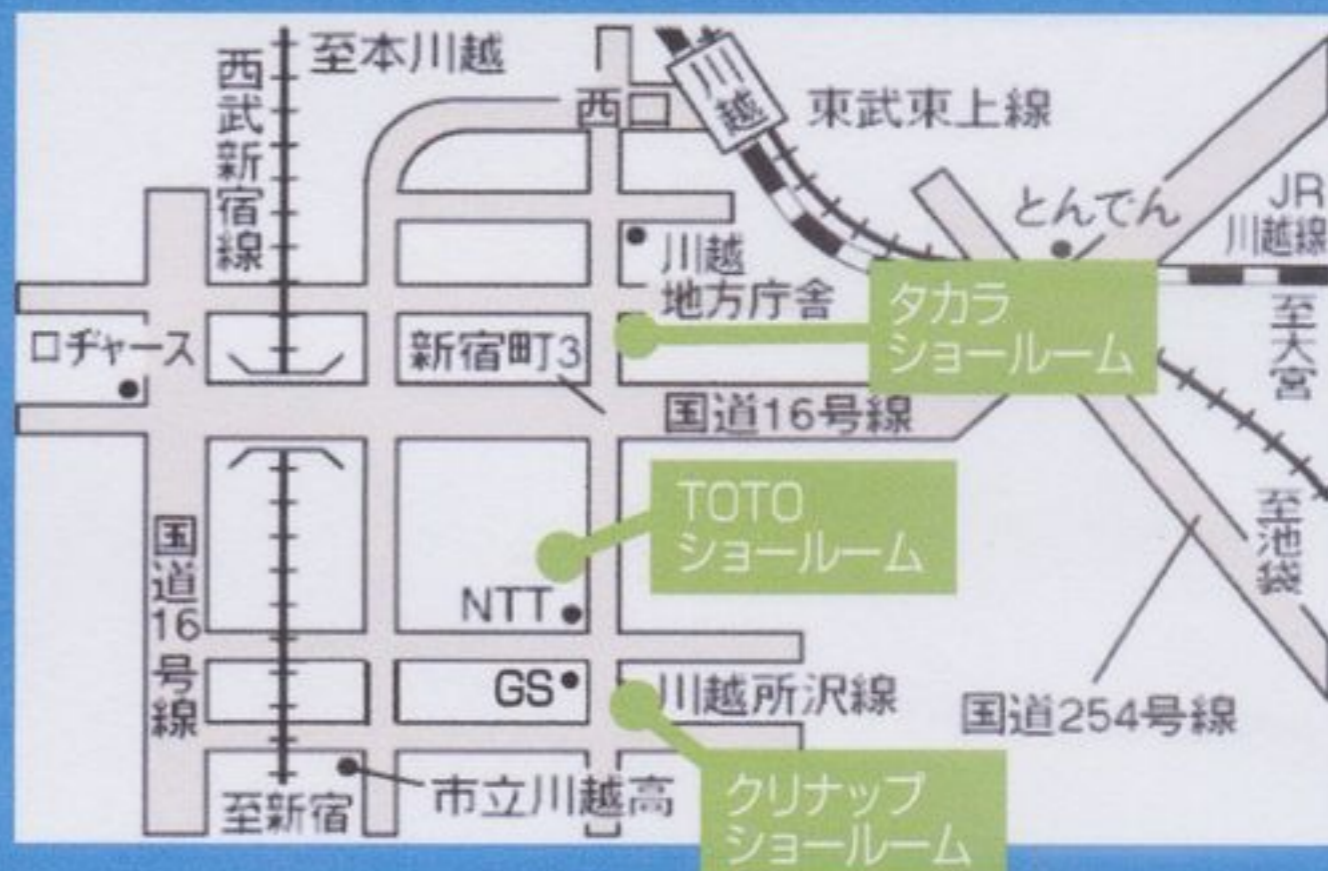 至本川越
西武新宿線
西口
川越
東武東上線
とんでん
JR
川越線
川越
地方庁舎
タカラ
ショールーム
至大宮
ロヂャース
新宿町3
国道16号線
TOTO
ショールーム
至池袋
国道16号線
NTT
GS
川越所沢線
国道254号線
市立川越高
至新宿
クリナップ
ショールーム